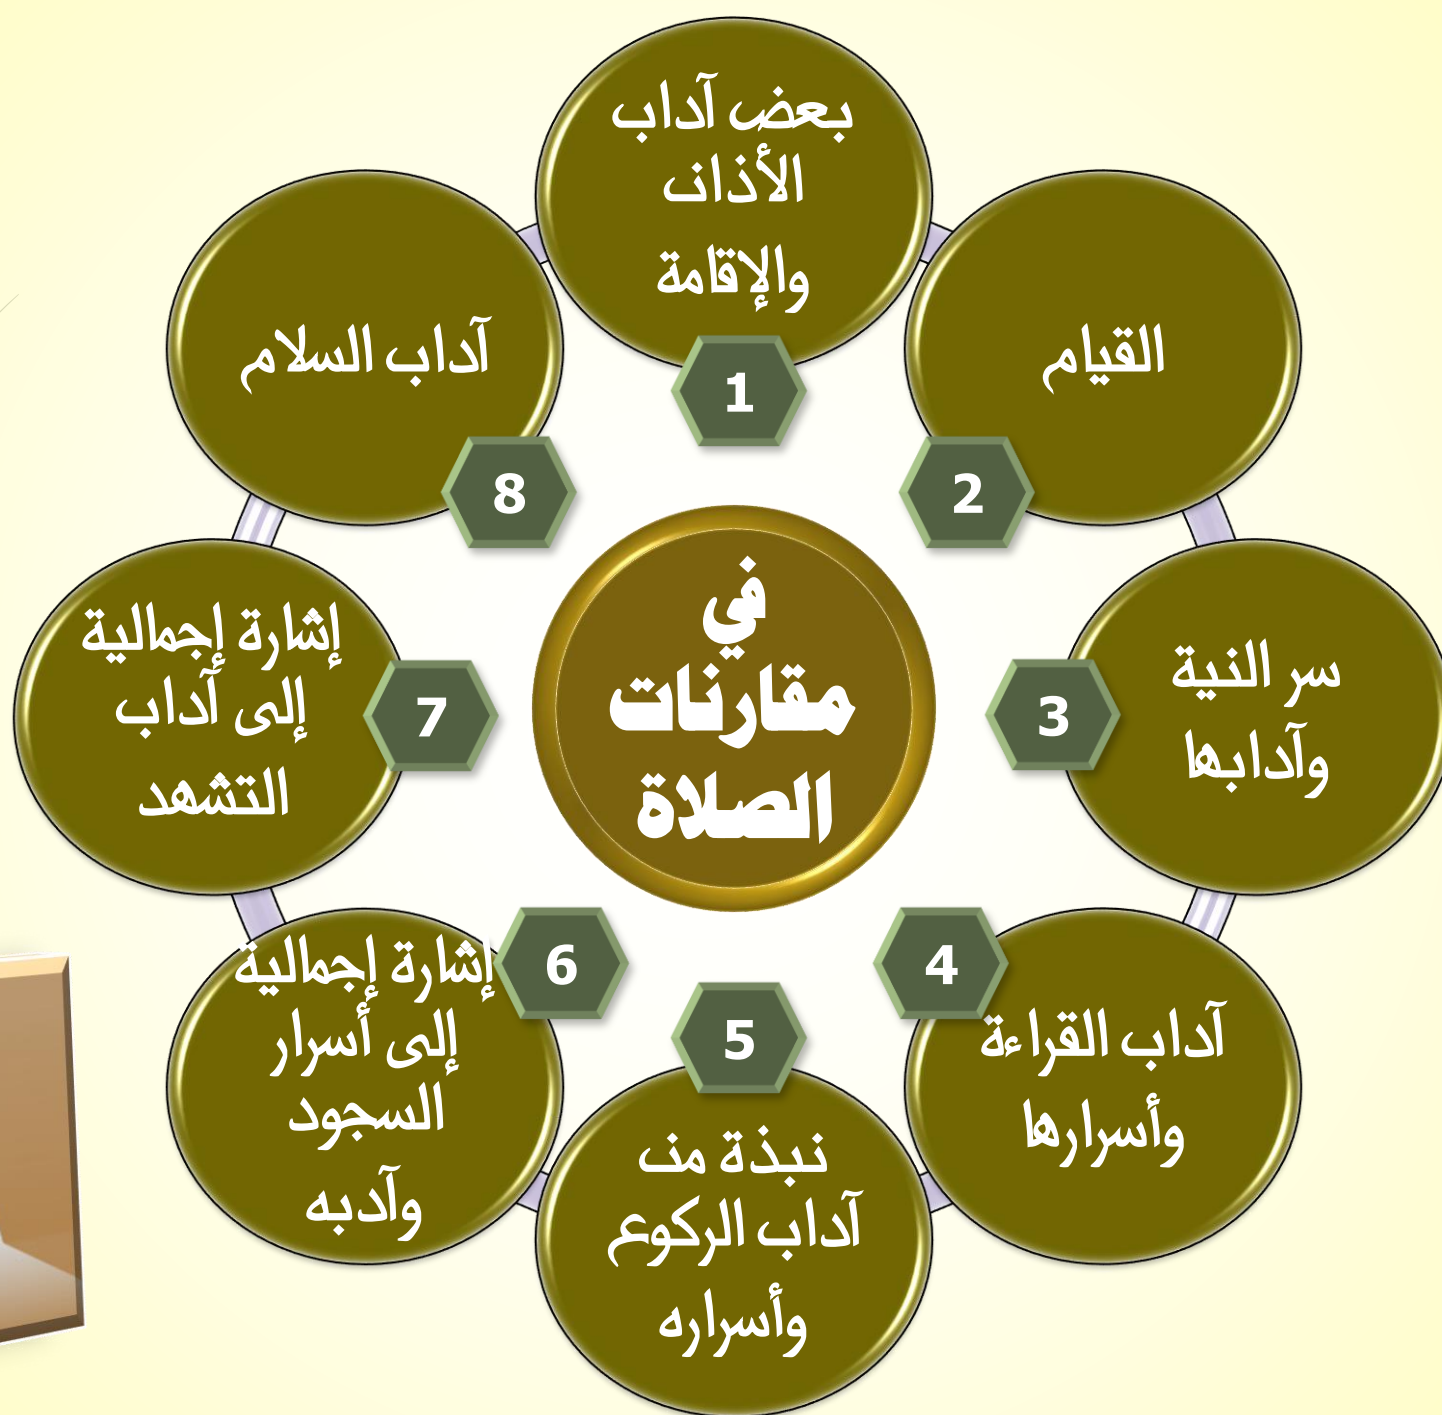 في
مقارنات
الصلاة
بعض آداب
الأذان
والإقامة
1
القيام
2
سر النية
وآدابها
3
آداب القراءة
وأسرارها
4
نبذة من
آداب الركوع
وأسراره
5
إشارة إجمالية
إلى أسرار
السجود
وآدبه
6
إشارة إجمالية
إلى آداب
التشهد
7
آداب السلام
8